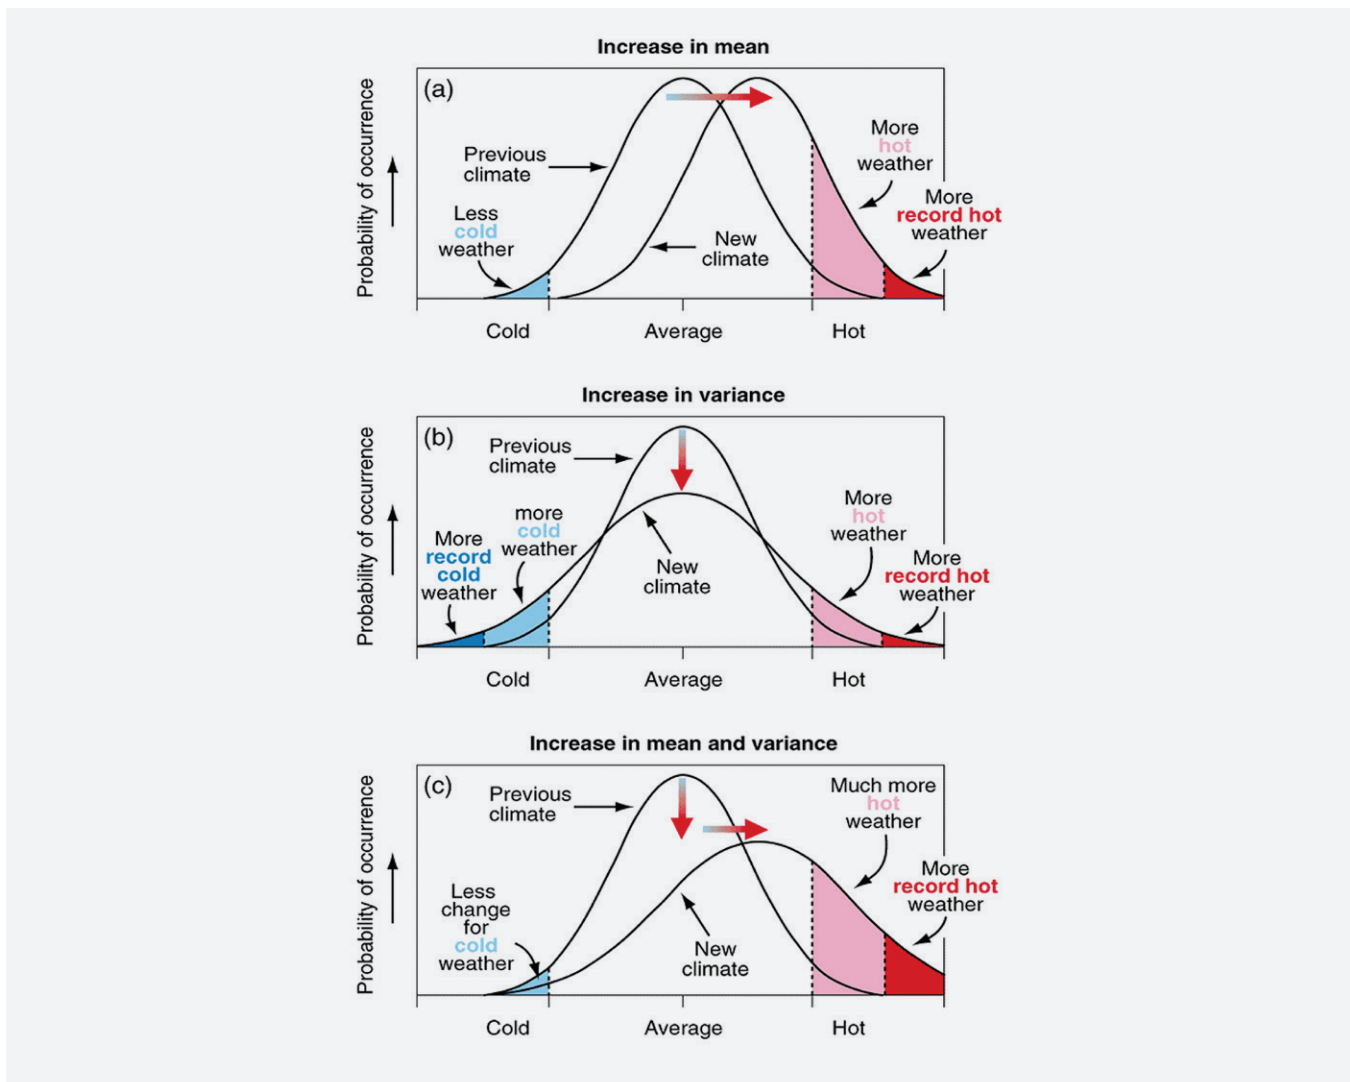 Increase in mean
(a)
Probability of occurrence
Previous
climate
Less
cold
weather
New
climate
More
hot
weather
More
record hot
weather
Cold
Average
Hot
Increase in variance
(b)
Probability of occurrence
Previous
climate
more
cold
weather
More
record
cold
weather
New
climate
More
hot
weather
More
record hot
weather
Cold
Average
Hot
Increase in mean and variance
(c)
Probability of occurrence
Previous
climate
Less
change
for
cold
weather
New
climate
Much more
hot
weather
More
record hot
weather
Cold
Average
Hot